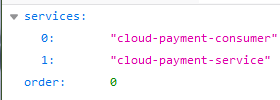 services:
0: "cloud-payment-consumer"
1: "cloud-payment-service"
order: 0